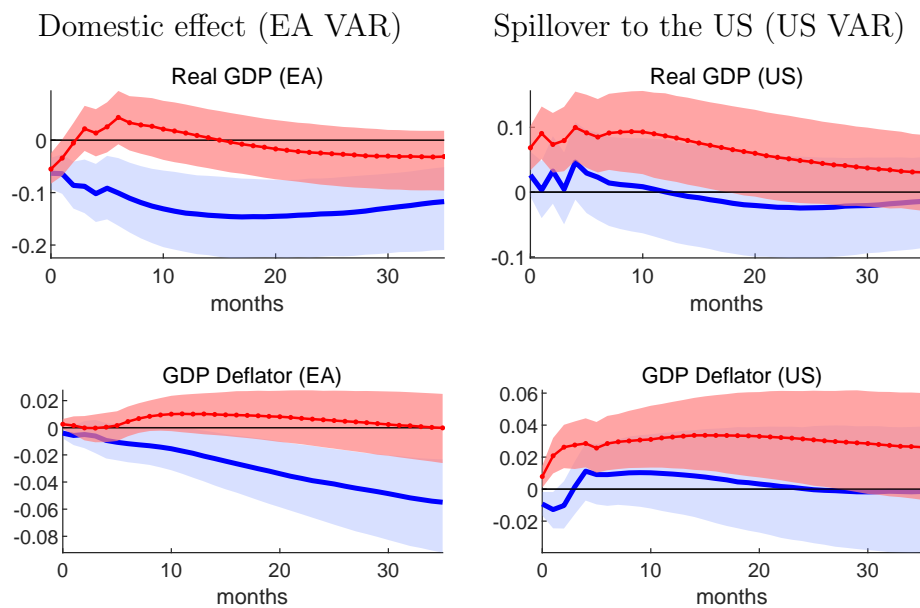 Domestic effect (EA VAR)
Spillover to the US (US VAR)
Real GDP (EA)
0
-0.1
-0.2
0 10 20 30
months
Real GDP (US)
0.1
0
-0.1
0 10 20 30
months
GDP Deflator (EA)
0.02
0
-0.02
-0.04
-0.06
-0.08
0 10 20 30
months
GDP Deflator (US)
0.06
0.04
0.02
0
-0.02
0 10 20 30
months